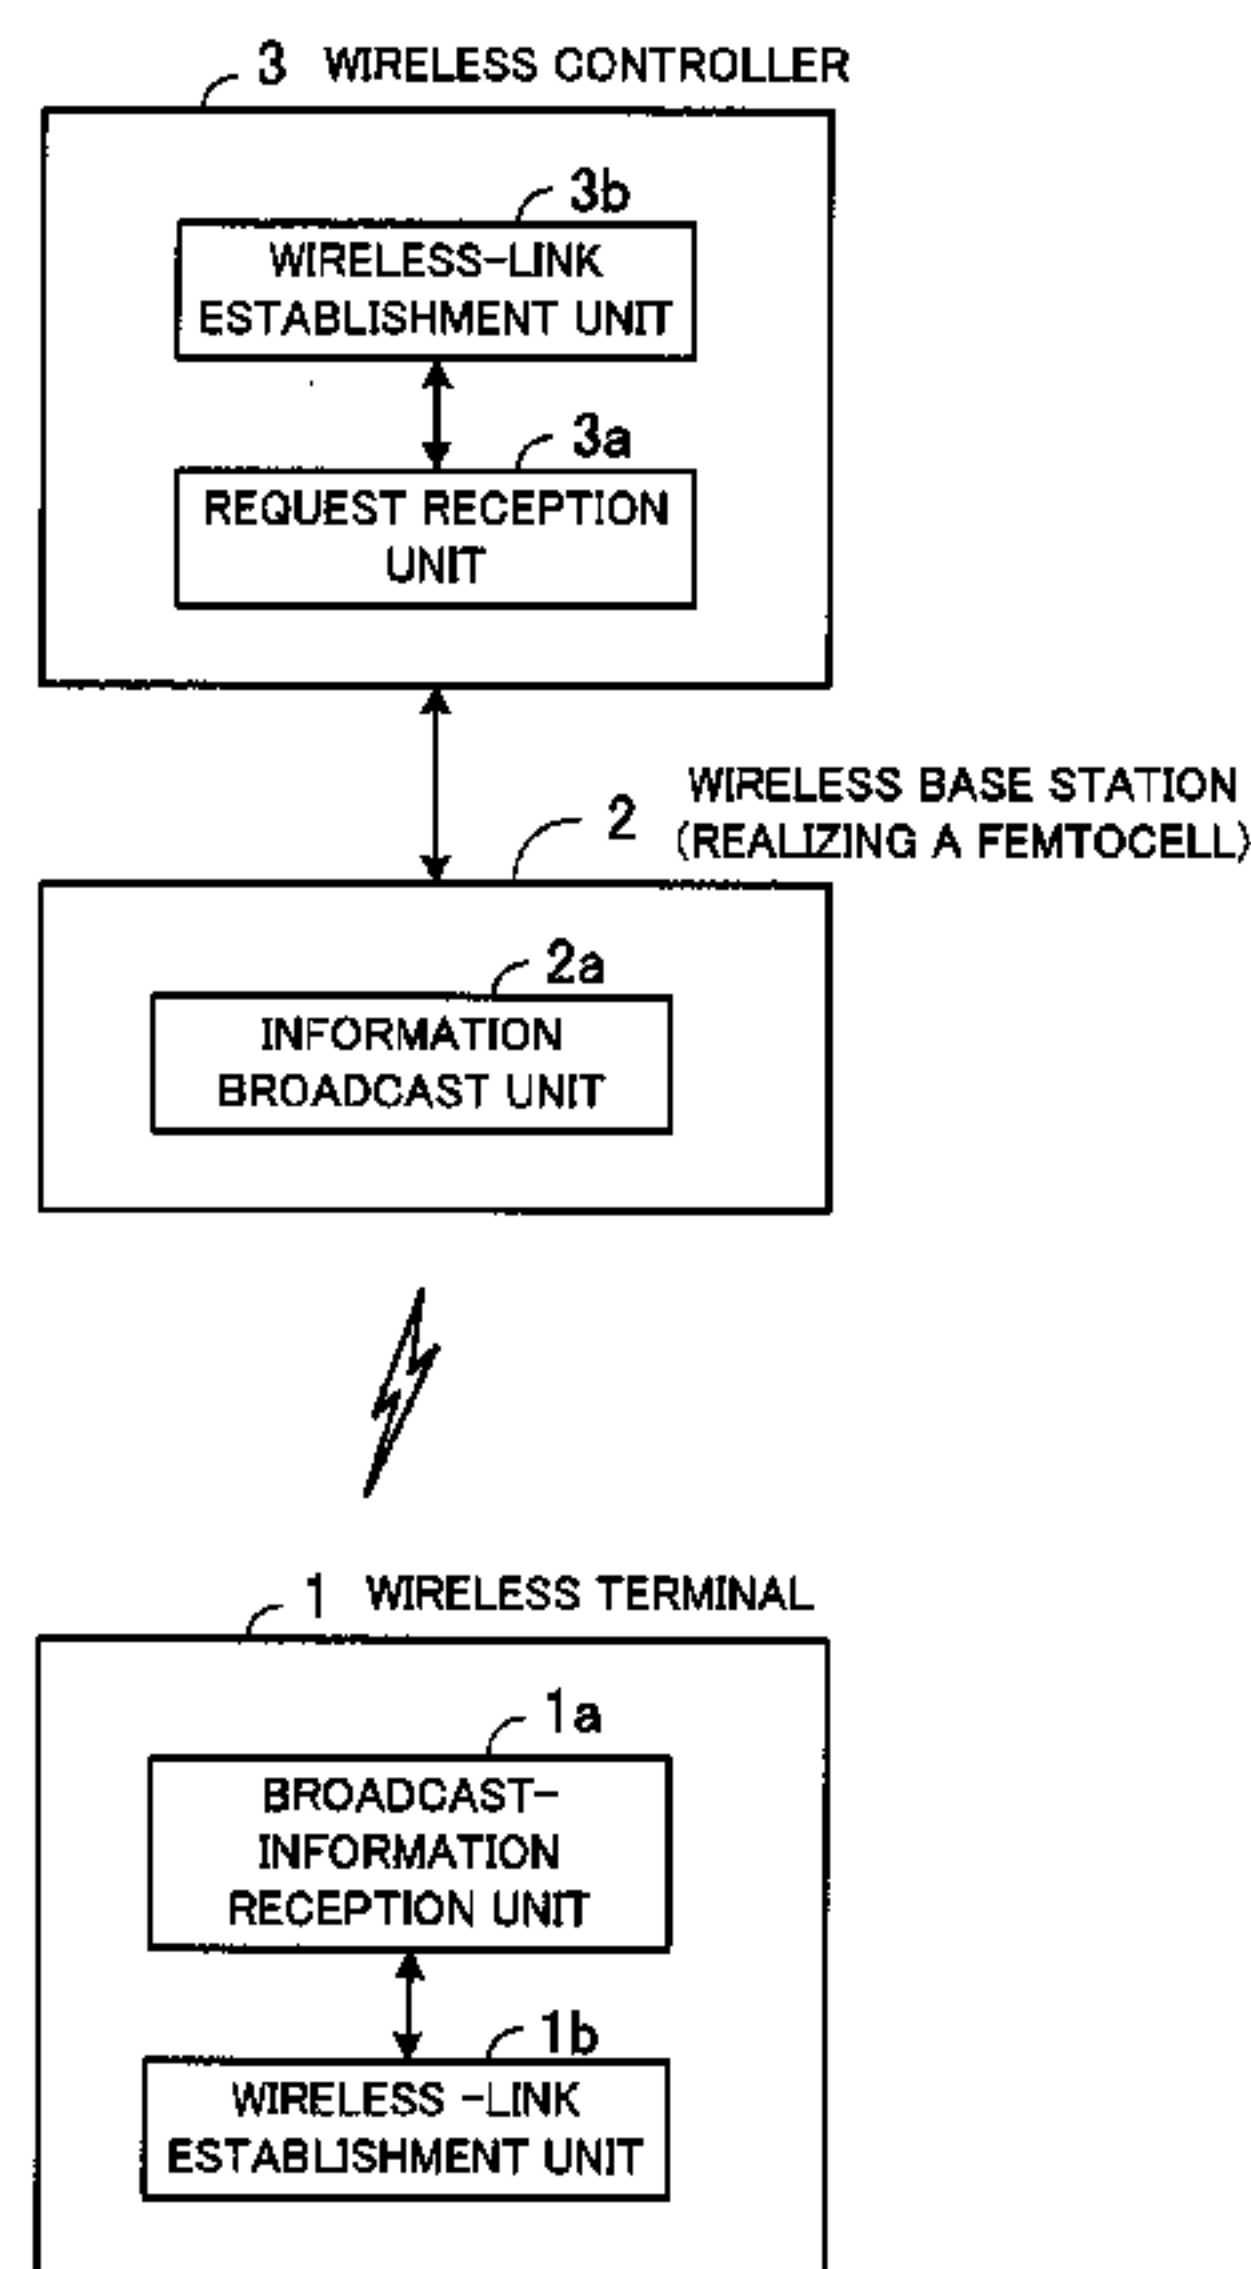 3 WIRELESS CONTROLLER
3b
WIRELESS-LINK
ESTABLISHMENT UNIT
3a
REQUEST RECEPTION
UNIT
WIRELESS BASE STATION
2 (REALIZING A FEMTOCELL)
2a
INFORMATION
BROADCAST UNIT
1 WIRELESS TERMINAL
1a
BROADCAST-
INFORMATION
RECEPTION UNIT
1b
WIRELESS -LINK
ESTABLISHMENT UNIT